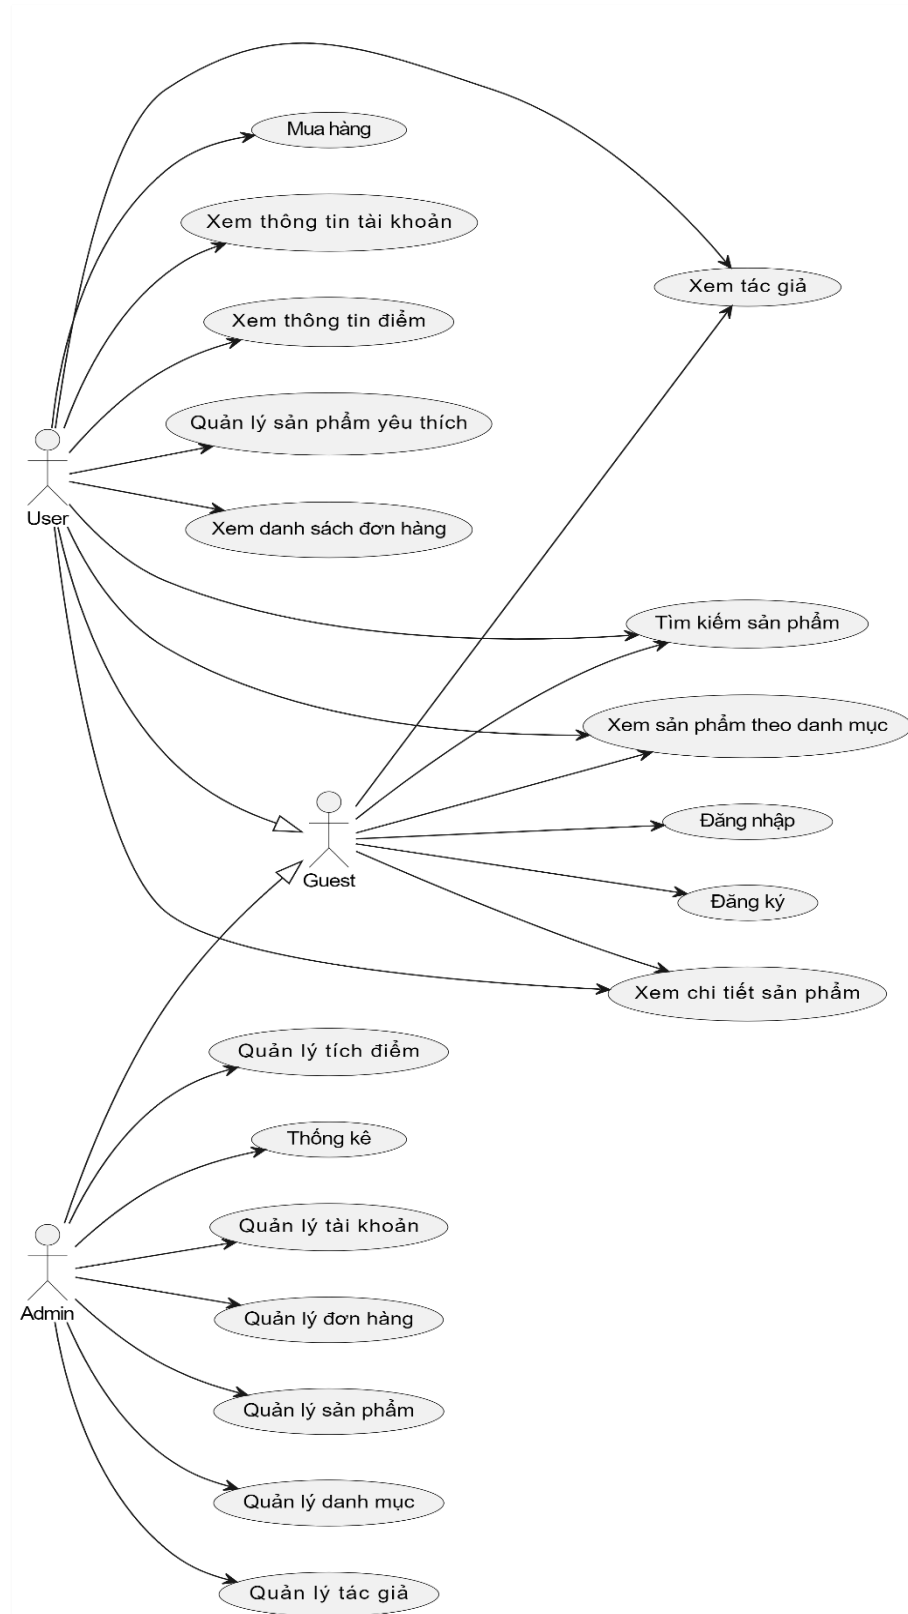 Mua hàng
Xem thông tin tài khoản
Xem tác giả
Xem thông tin điểm
Quản lý sản phẩm yêu thích
User
Xem danh sách đơn hàng
Tìm kiếm sản phẩm
Xem sản phẩm theo danh mục
Đăng nhập
Guest
Đăng ký
Xem chi tiết sản phẩm
Quản lý tích điểm
Thống kê
Quản lý tài khoản
Admin
Quản lý đơn hàng
Quản lý sản phẩm
Quản lý danh mục
Quản lý tác giả